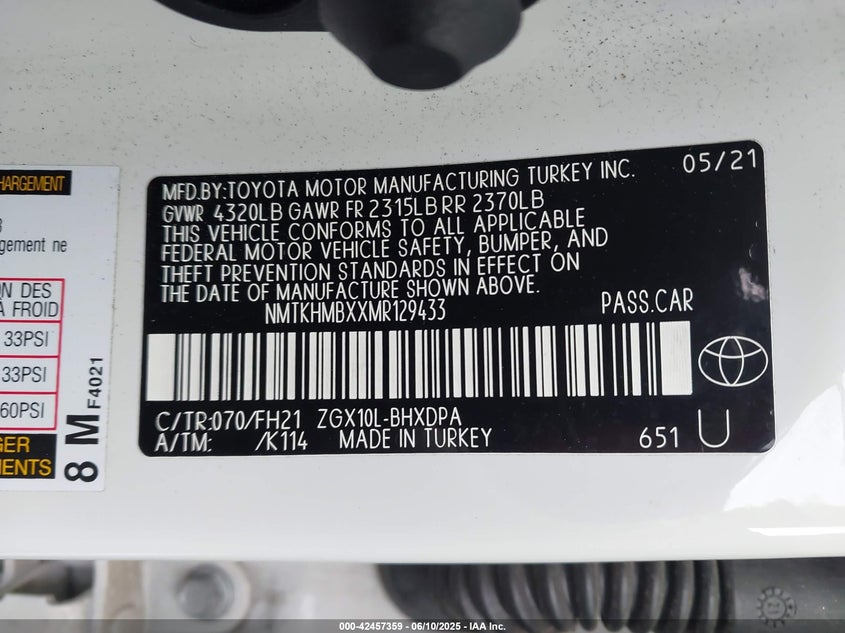 HARGEMENT
gement ne
ON DES
À FROID
33PSI
33PSI
60PSI
GER
MENTS
8 M F4021
MFD.BY:TOYOTA MOTOR MANUFACTURING TURKEY INC. 05/21
GVWR 4320LB GAWR FR 2315LB RR 2370LB
THIS VEHICLE CONFORMS TO ALL APPLICABLE
FEDERAL MOTOR VEHICLE SAFETY, BUMPER, AND
THEFT PREVENTION STANDARDS IN EFFECT ON
THE DATE OF MANUFACTURE SHOWN ABOVE.
NMTKHMBXXMR129433 PASS.CAR
C/TR:070/FH21 ZGX10L-BHXDPA
A/TM: /K114 MADE IN TURKEY 651 U
000-42457359 | 06/10/2025 | IAA Inc.